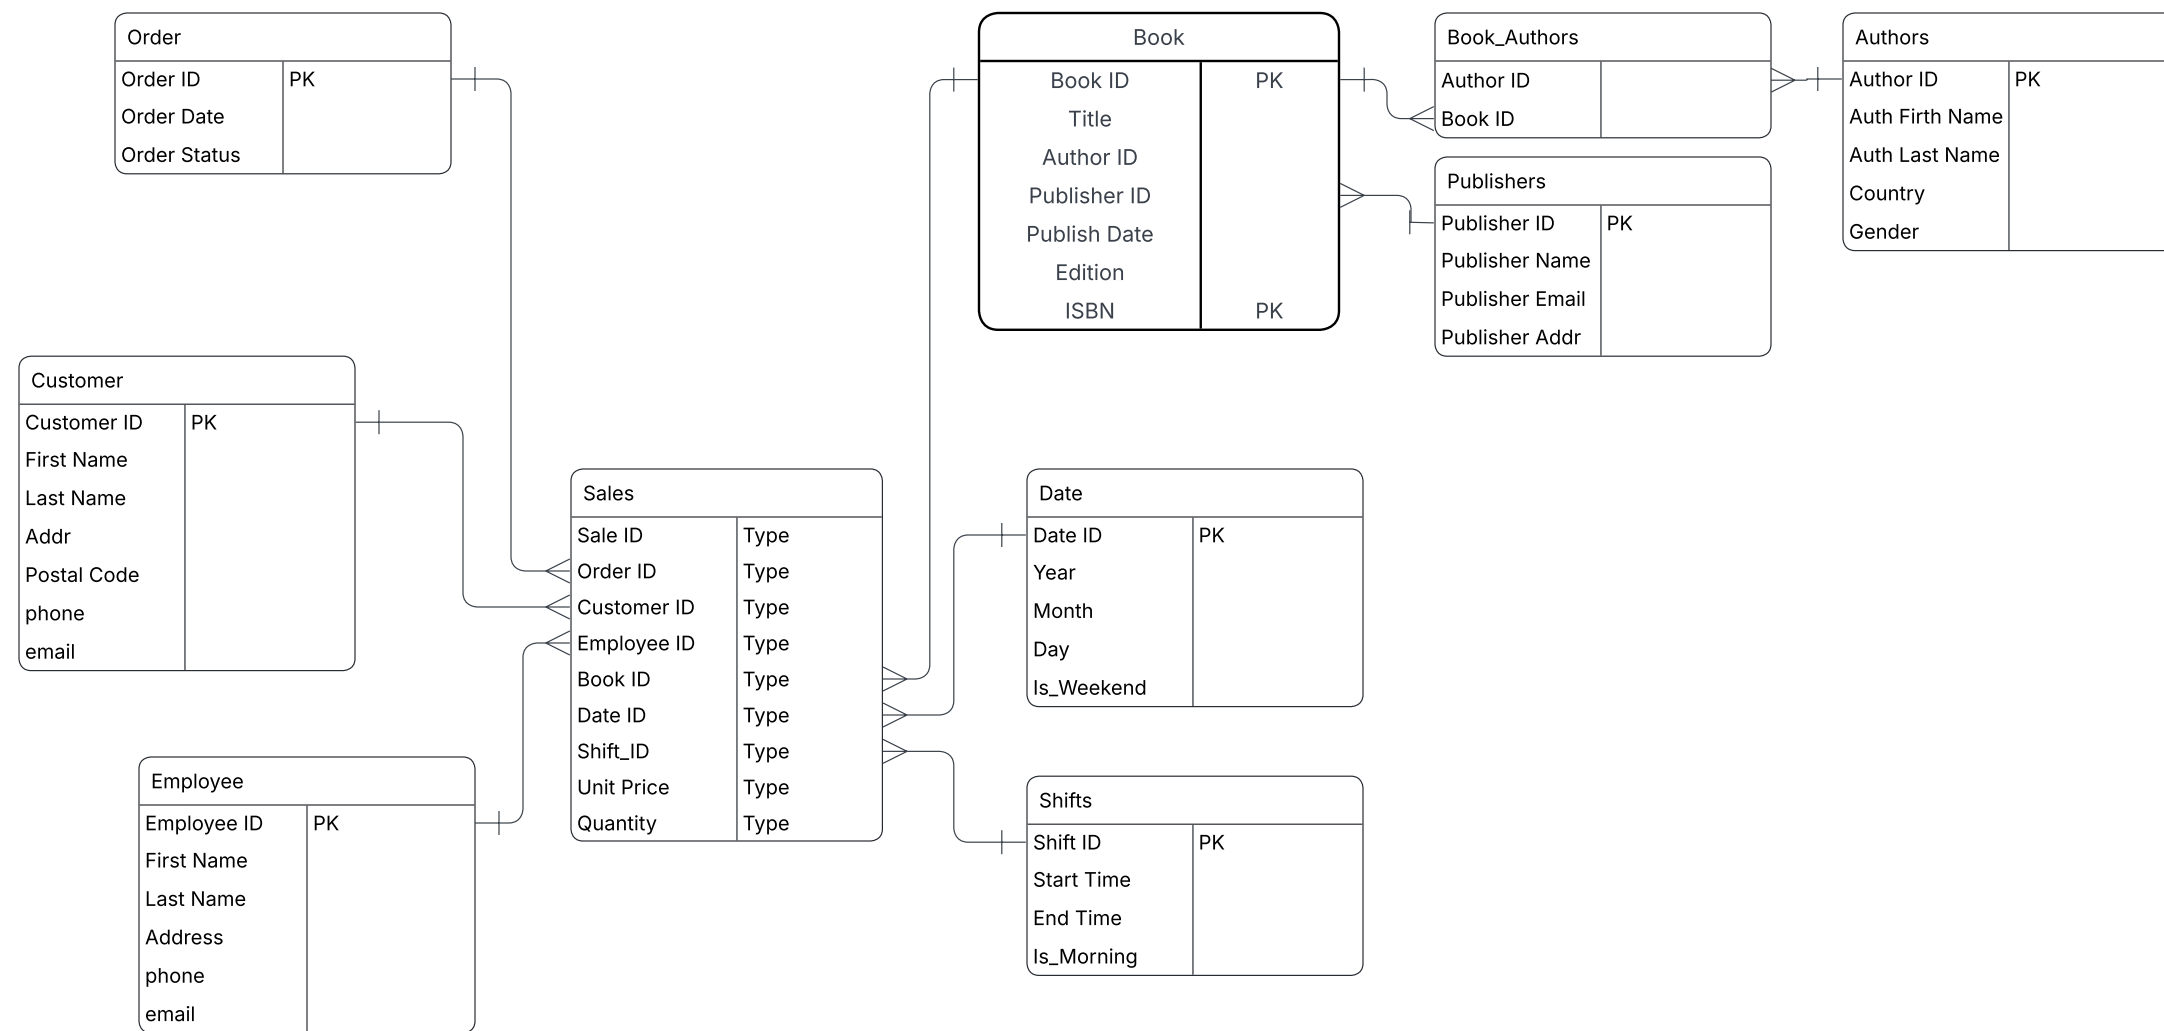 Order
Order ID PK
Order Date
Order Status
Book
Book ID PK
Title
Author ID
Publisher ID
Publish Date
Edition
ISBN PK
Book_Authors
Author ID
Book ID
Authors
Author ID PK
Auth Firth Name
Auth Last Name
Country
Gender
Publishers
Publisher ID PK
Publisher Name
Publisher Email
Publisher Addr
Customer
Customer ID PK
First Name
Last Name
Addr
Postal Code
phone
email
Sales
Sale ID Type
Order ID Type
Customer ID Type
Employee ID Type
Book ID Type
Date ID Type
Shift_ID Type
Unit Price Type
Quantity Type
Date
Date ID PK
Year
Month
Day
Is_Weekend
Employee
Employee ID PK
First Name
Last Name
Address
phone
email
Shifts
Shift ID PK
Start Time
End Time
Is_Morning